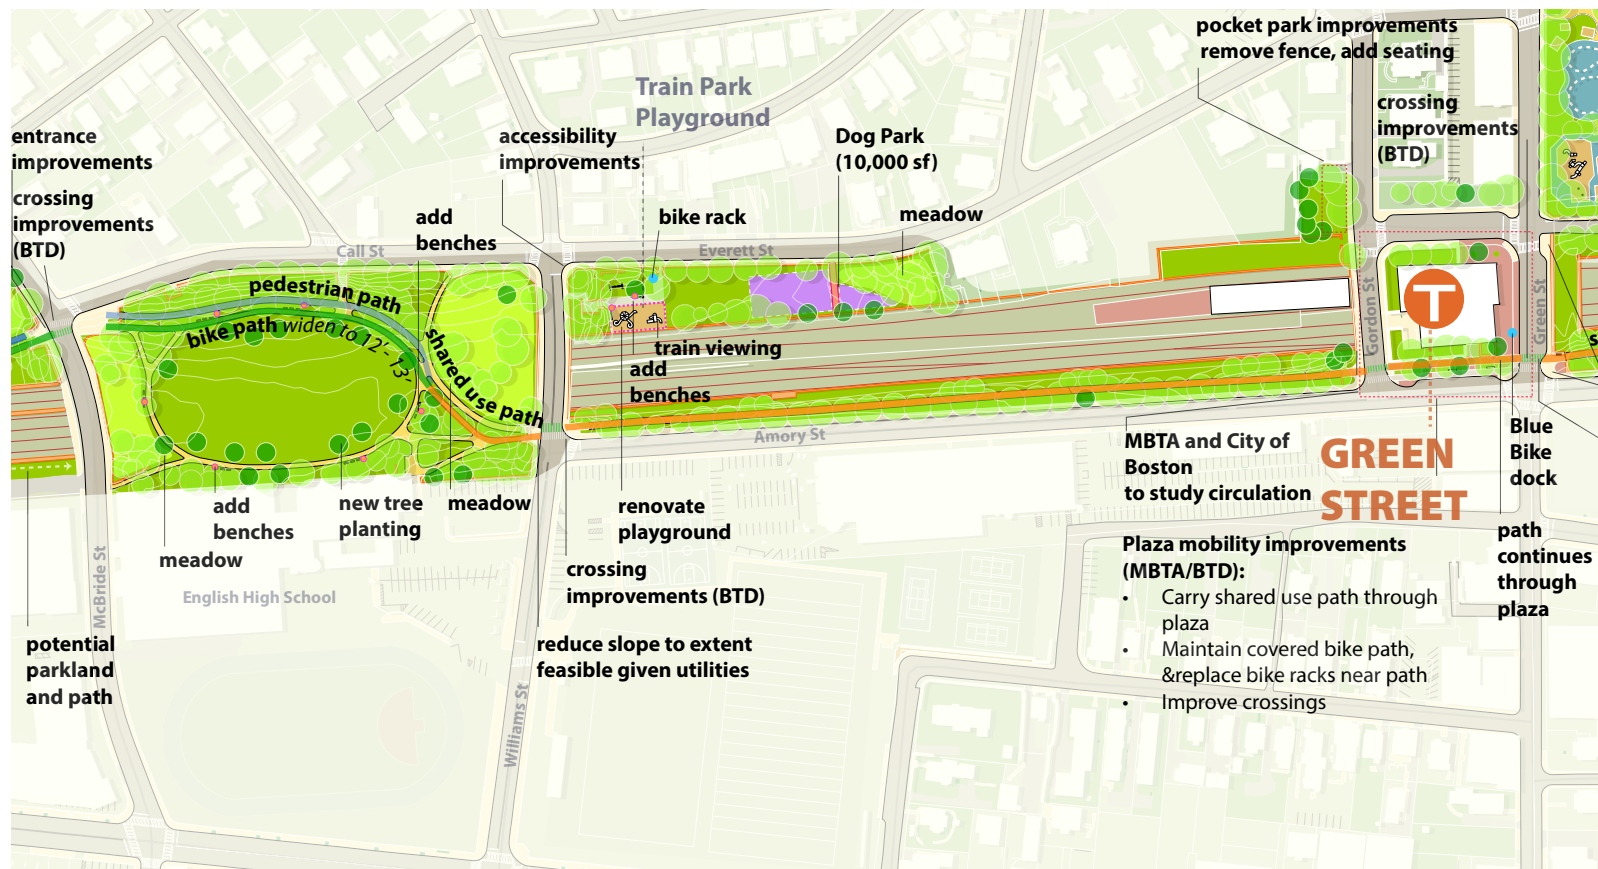 pocket park improvements
remove fence, add seating
Train Park
Playground
crossing
improvements
(BTD)
entrance
improvements
accessibility
improvements
Dog Park
(10,000 sf)
crossing
improvements
(BTD)
add
benches
bike rack
meadow
Call St
Everett St
pedestrian path
bike path widen to 12'- 13'
shared use path
train viewing
add
benches
T
Gordon St
Green St
s
Amory St
MBTA and City of
Boston
to study circulation
GREEN
STREET
Blue
Bike
dock
add
benches
new tree
planting
meadow
meadow
renovate
playground
path
continues
through
plaza
Plaza mobility improvements
(MBTA/BTD):
• Carry shared use path through
plaza
• Maintain covered bike path,
&replace bike racks near path
• Improve crossings
McBride St
English High School
crossing
improvements (BTD)
potential
parkland
and path
reduce slope to extent
feasible given utilities
Williams St